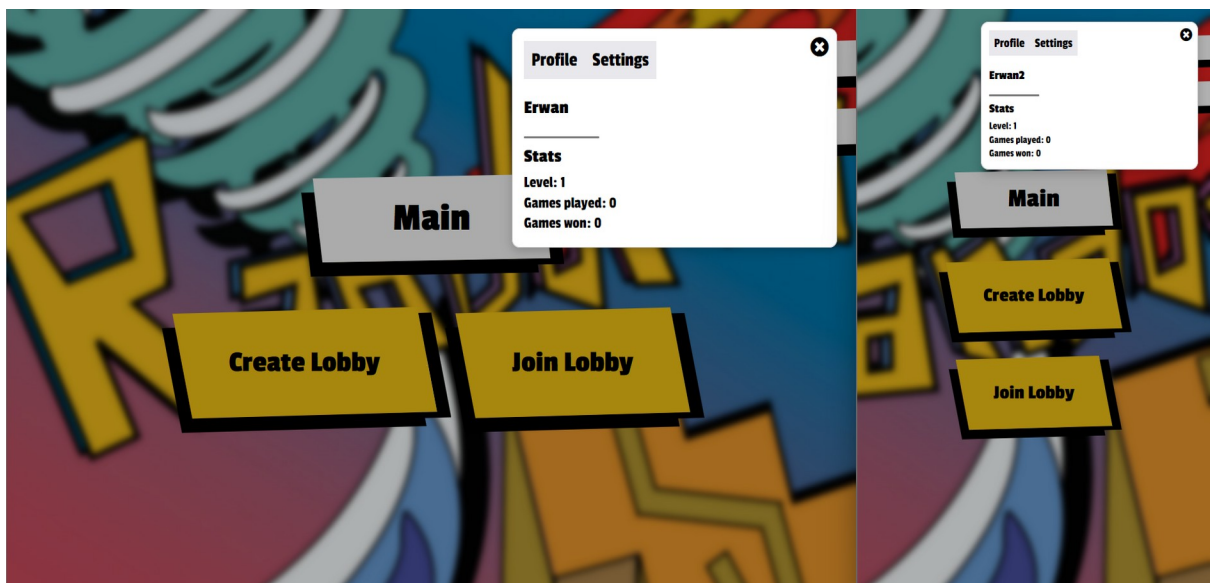 Profile Settings
Erwan
Stats
Level: 1
Games played: 0
Games won: 0
Main
Create Lobby Join Lobby
Profile Settings
Erwan2
Stats
Level: 1
Games played: 0
Games won: 0
Main
Create Lobby
Join Lobby